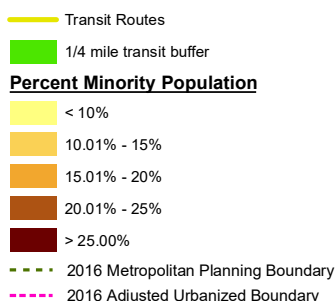 Transit Routes
1/4 mile transit buffer
Percent Minority Population
< 10%
10.01% - 15%
15.01% - 20%
20.01% - 25%
> 25.00%
2016 Metropolitan Planning Boundary
2016 Adjusted Urbanized Boundary